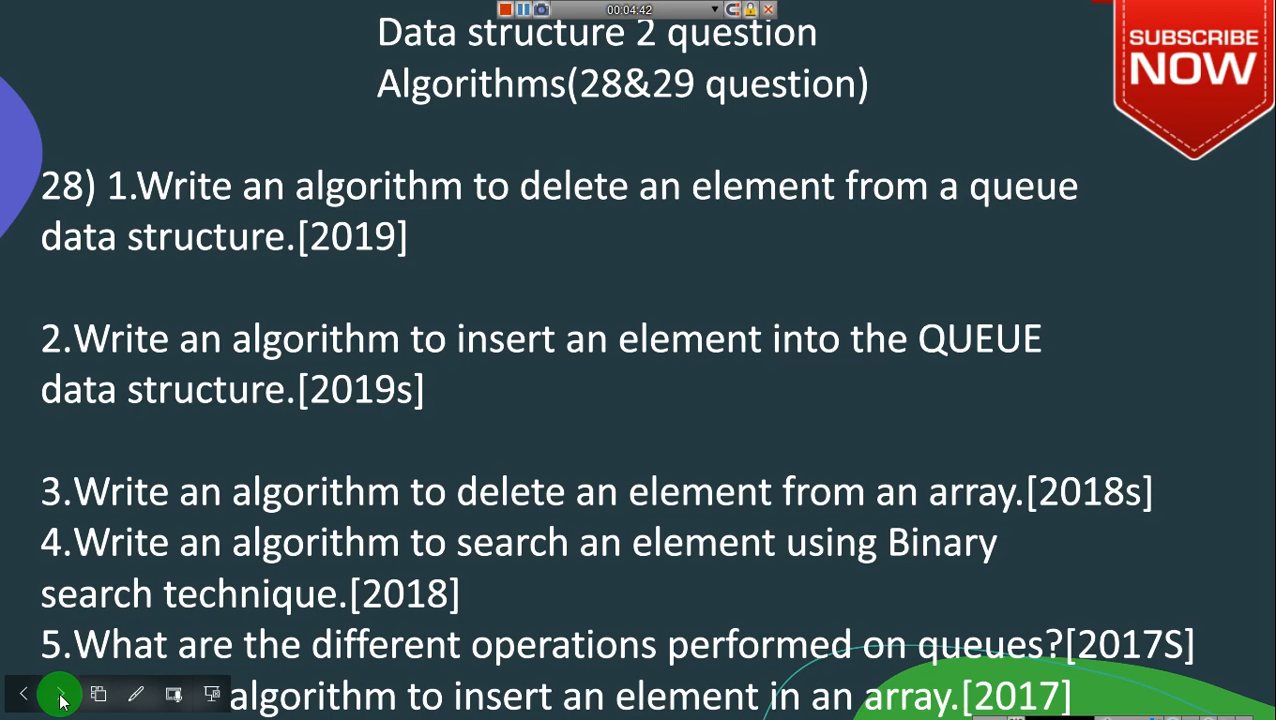 00:04:42
Data structure 2 question
Algorithms(28&29 question)
SUBSCRIBE
NOW
28) 1.Write an algorithm to delete an element from a queue
data structure.[2019]
2.Write an algorithm to insert an element into the QUEUE
data structure.[2019s]
3.Write an algorithm to delete an element from an array.[2018s]
4.Write an algorithm to search an element using Binary
search technique.[2018]
5.What are the different operations performed on queues?[2017S]
algorithm to insert an element in an array.[2017]